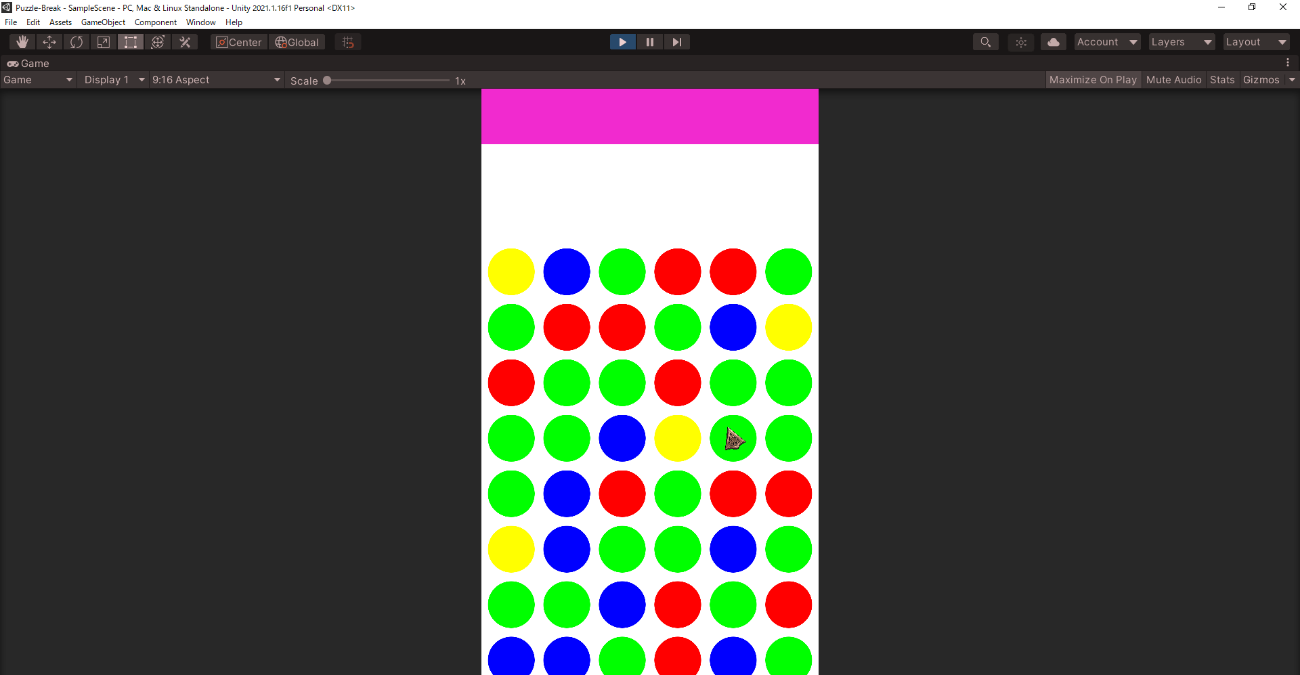 Puzzle-Break - SampleScene - PC, Mac & Linux Standalone - Unity 2021.1.16f1 Personal <DX11>
File Edit Assets GameObject Component Window Help
Center Global Account Layers Layout
Game
Game Display 1 9:16 Aspect Scale 1x Maximize On Play Mute Audio Stats Gizmos